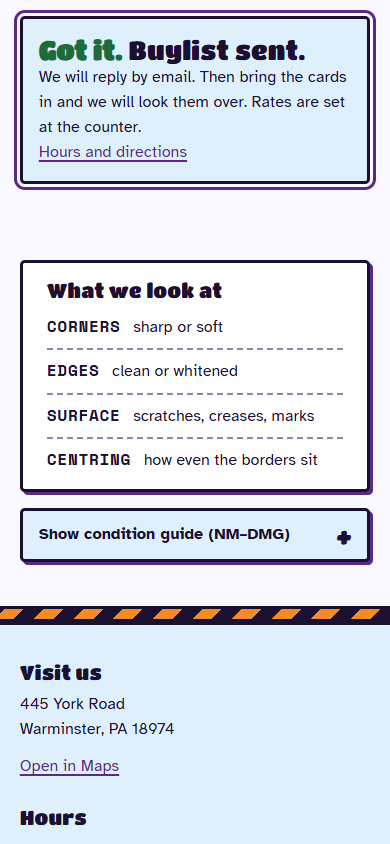 Got it. Buylist sent.
We will reply by email. Then bring the cards
in and we will look them over. Rates are set
at the counter.
Hours and directions
What we look at
CORNERS sharp or soft
EDGES clean or whitened
SURFACE scratches, creases, marks
CENTRING how even the borders sit
Show condition guide (NM–DMG)
Visit us
445 York Road
Warminster, PA 18974
Open in Maps
Hours